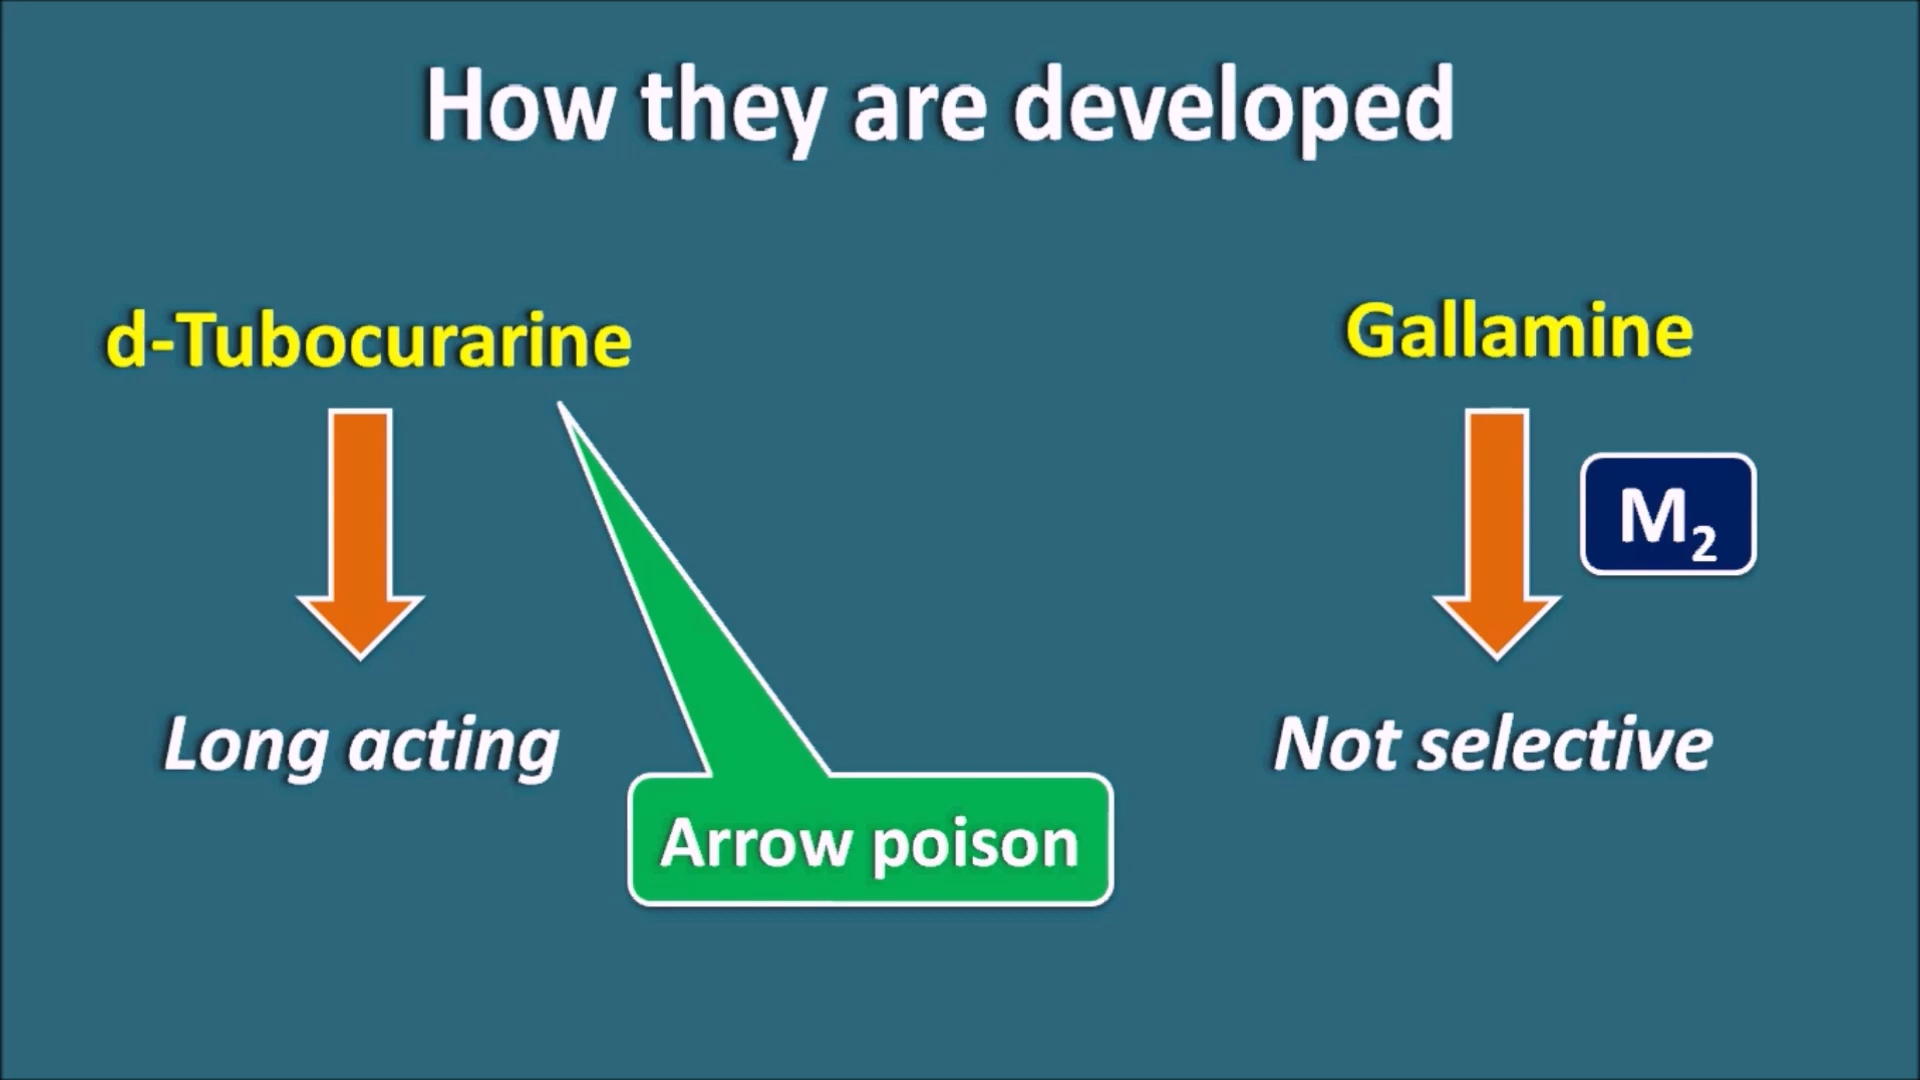 How they are developed
d-Tubocurarine
Gallamine
M₂
Long acting
Not selective
Arrow poison